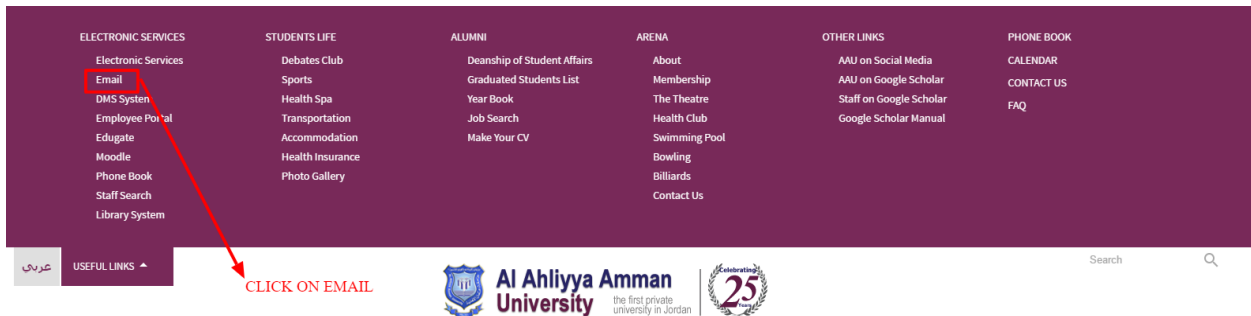 ELECTRONIC SERVICES
Electronic Services
Email
DMS System
Employee Portal
Edugate
Moodle
Phone Book
Staff Search
Library System
STUDENTS LIFE
Debates Club
Sports
Health Spa
Transportation
Accommodation
Health Insurance
Photo Gallery
ALUMNI
Deanship of Student Affairs
Graduated Students List
Year Book
Job Search
Make Your CV
ARENA
About
Membership
The Theatre
Health Club
Swimming Pool
Bowling
Billiards
Contact Us
OTHER LINKS
AAU on Social Media
AAU on Google Scholar
Staff on Google Scholar
Google Scholar Manual
PHONE BOOK
CALENDAR
CONTACT US
FAQ
عربي
USEFUL LINKS
CLICK ON EMAIL
Al Ahliyya Amman
University
the first private
university in Jordan
Celebrating
25
Years
Search